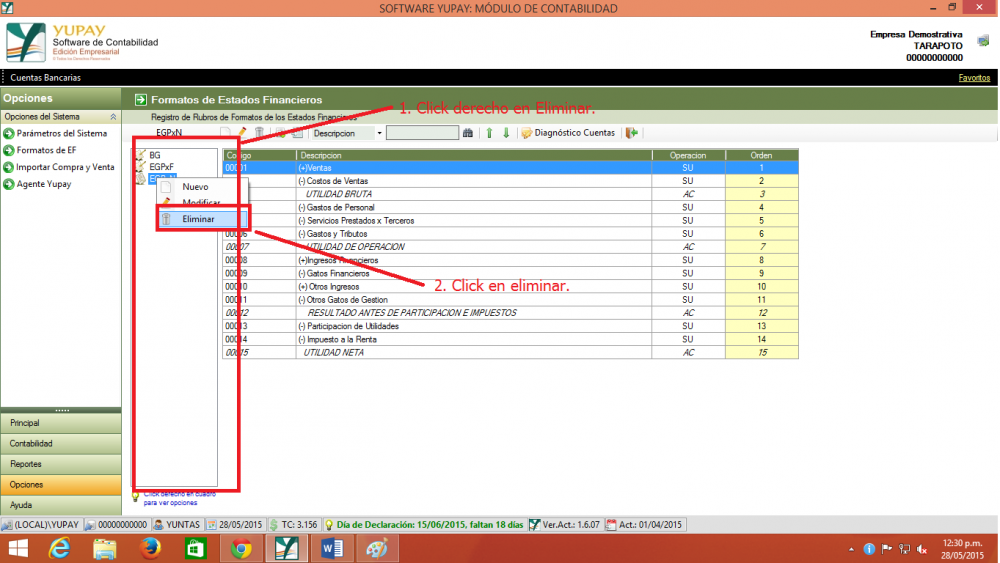 SOFTWARE YUPAY: MÓDULO DE CONTABILIDAD
YUPAY
Software de Contabilidad
Edición Empresarial
© Todos los Derechos Reservados
Empresa Demostrativa
TARAPOTO
00000000000
Cuentas Bancarias
Favoritos
Opciones
Opciones del Sistema
Parámetros del Sistema
Formatos de EF
Importar Compra y Venta
Agente Yupay
Formatos de Estados Financieros
Registro de Rubros de Formatos de los Estados Financieros
1. Click derecho en Eliminar.
EGPxN
Descripcion
Diagnóstico Cuentas
BG
EGPxF
Nuevo
Modificar
Eliminar
Codigo Descripcion Operacion Orden
00001 (+)Ventas SU 1
(-) Costos de Ventas SU 2
UTILIDAD BRUTA AC 3
(-) Gastos de Personal SU 4
(-) Servicios Prestados x Terceros SU 5
00006 (-) Gastos y Tributos SU 6
00007 UTILIDAD DE OPERACION AC 7
00008 (+)Ingresos Financieros SU 8
00009 (-) Gatos Financieros SU 9
00010 (+) Otros Ingresos SU 10
00011 (-) Otros Gatos de Gestion SU 11
00012 RESULTADO ANTES DE PARTICIPACION E IMPUESTOS AC 12
00013 (-) Participacion de Utilidades SU 13
00014 (-) Impuesto a la Renta SU 14
00015 UTILIDAD NETA AC 15
2. Click en eliminar.
Click derecho en cuadro
para ver opciones
Principal
Contabilidad
Reportes
Opciones
Ayuda
(LOCAL)\YUPAY 00000000000 YUNTAS 28/05/2015 TC: 3.156 Día de Declaración: 15/06/2015, faltan 18 días Ver.Act.: 1.6.07 Act.: 01/04/2015
12:30 p.m.
28/05/2015